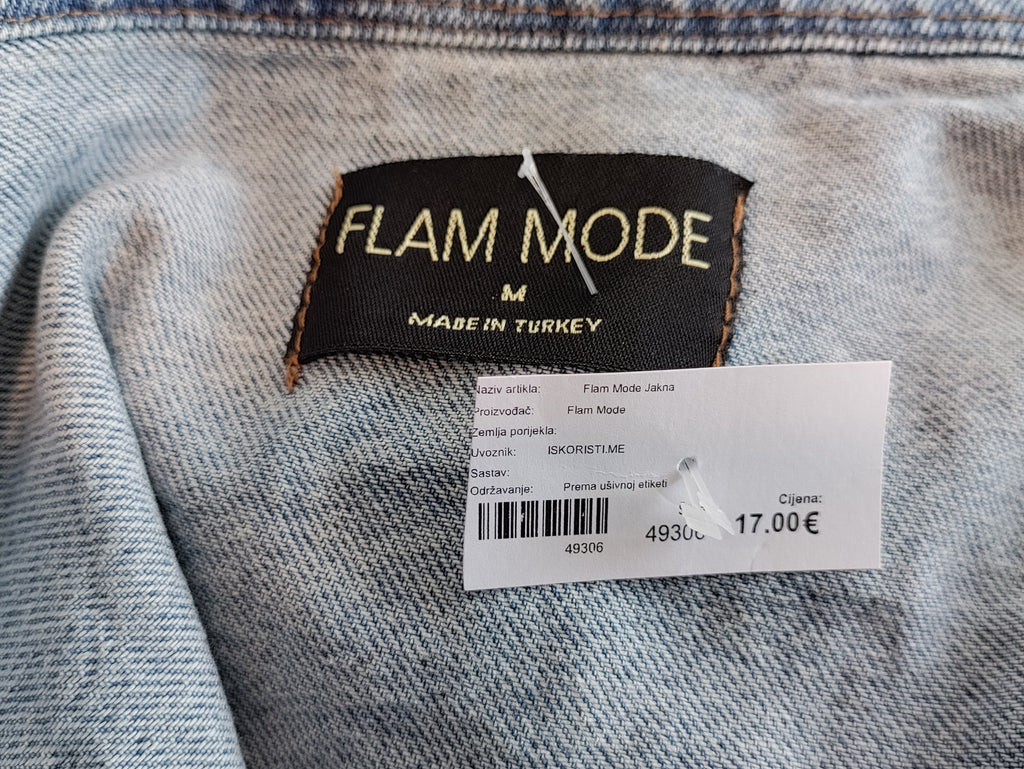 FLAM MODE
M
MADE IN TURKEY
Naziv artikla: Flam Mode Jakna
Proizvođač: Flam Mode
Zemlja porijekla:
Uvoznik: ISKORISTI.ME
Sastav:
Održavanje: Prema ušivnoj etiketi
Cijena:
49306 17.00€
49306